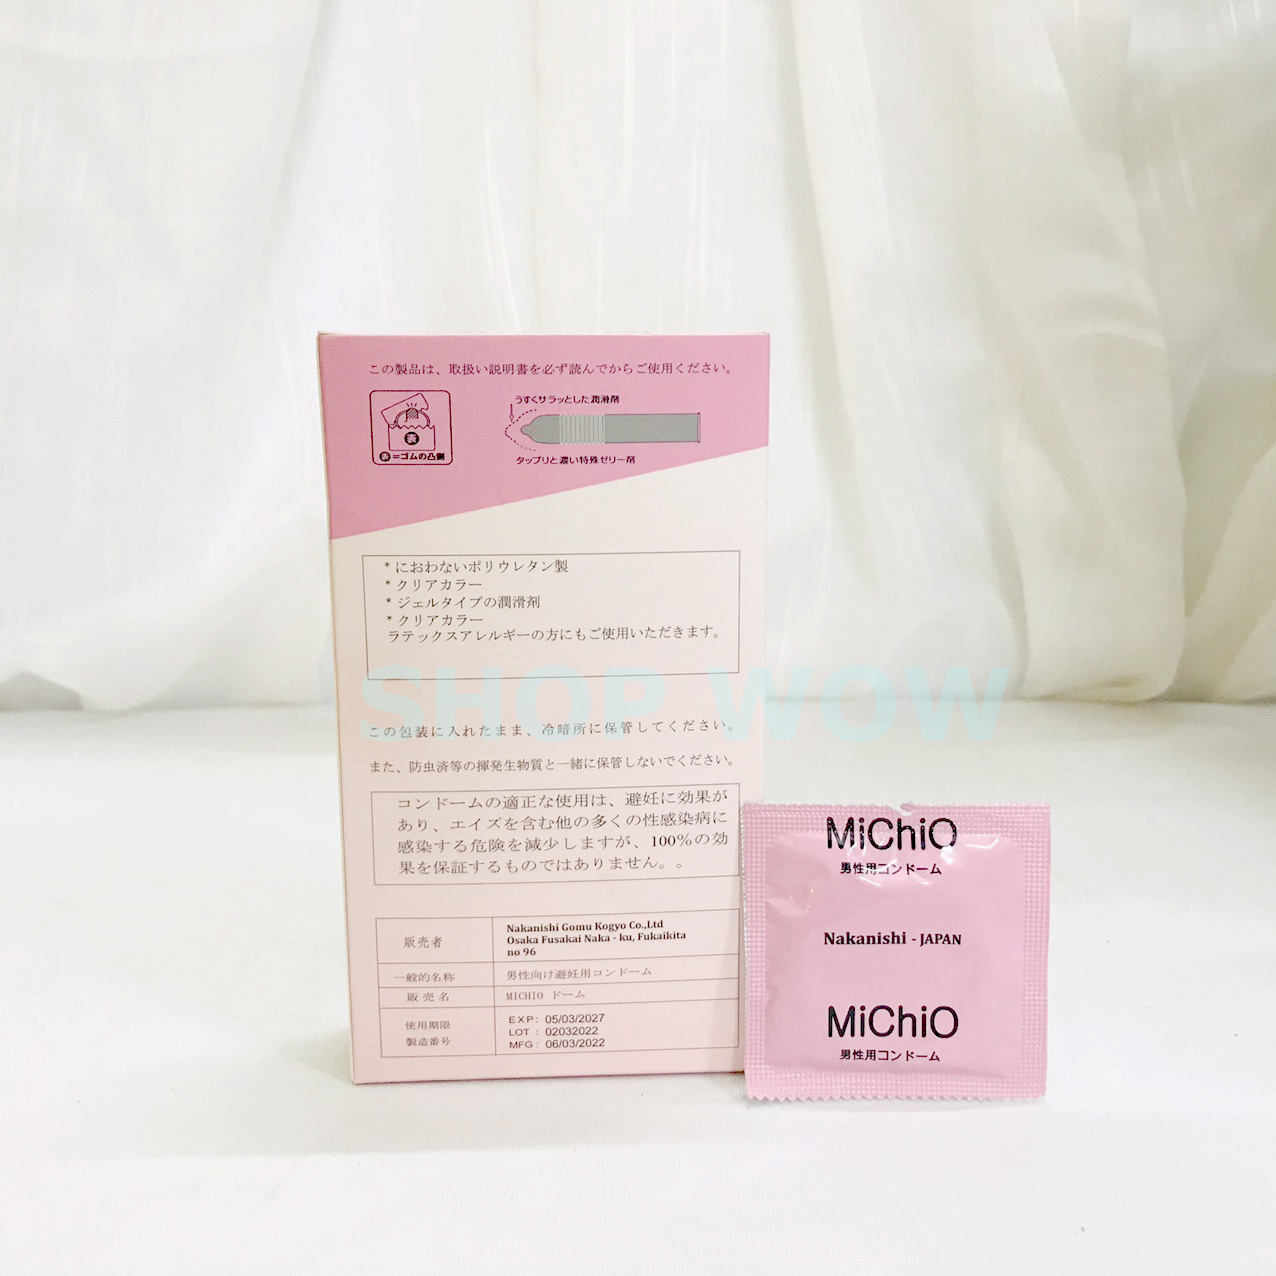 この製品は、取扱い説明書を必ず読んでからご使用ください。
うすくサラッとした潤滑剤
表
表=ゴムの凸側
タップリと濃い特殊ゼリー剤
* におわないポリウレタン製
* クリアカラー
* ジェルタイプの潤滑剤
* クリアカラー
ラテックスアレルギーの方にもご使用いただきます。
SHOP WOW
この包装に入れたまま、冷暗所に保管してください。
また、防虫済等の揮発生物質と一緒に保管しないでください。
コンドームの適正な使用は、避妊に効果が
あり、エイズを含む他の多くの性感染病に
感染する危険を減少しますが、100%の効
果を保証するものではありません。。
販売者
Nakanishi Gomu Kogyo Co.,Ltd
Osaka Fusakai Naka - ku, Fukaikita
no 96
一般的名称
男性向け避妊用コンドーム
販売名
MICHIO ドーム
使用期限
製造番号
EXP: 05/03/2027
LOT : 02032022
MFG : 06/03/2022
MiChiO
男性用コンドーム
Nakanishi - JAPAN
MiChiO
男性用コンドーム